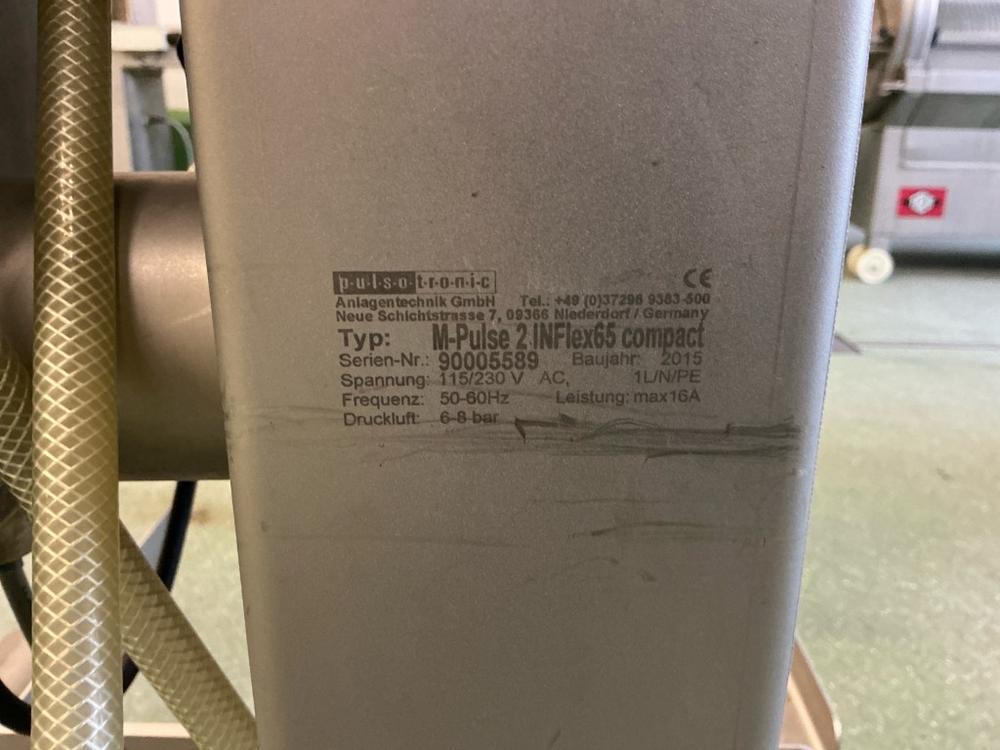 p·u·l·s·o·t·r·o·n·i·c CE
Anlagentechnik GmbH Tel.: +49 (0)37296 9383-500
Neue Schichtstrasse 7, 09366 Niederdorf / Germany
Typ: M-Pulse 2 INFlex65 compact
Serien-Nr.: 90005589 Baujahr: 2015
Spannung: 115/230 V AC, 1L/N/PE
Frequenz: 50-60Hz Leistung: max16A
Druckluft: 6-8 bar